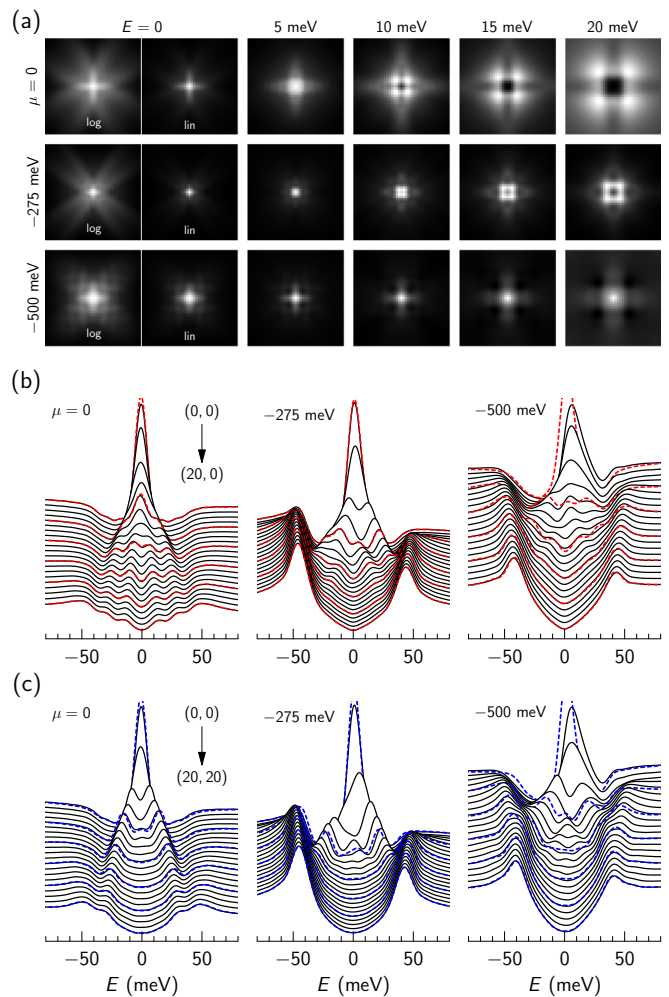 (a)
E = 0 5 meV 10 meV 15 meV 20 meV
μ = 0
log lin
−275 meV
log lin
−500 meV
log lin
(b)
μ = 0 (0, 0) −275 meV −500 meV
(20, 0)
−50 0 50 −50 0 50 −50 0 50
(c)
μ = 0 (0, 0) −275 meV −500 meV
(20, 20)
−50 0 50 −50 0 50 −50 0 50
E (meV) E (meV) E (meV)